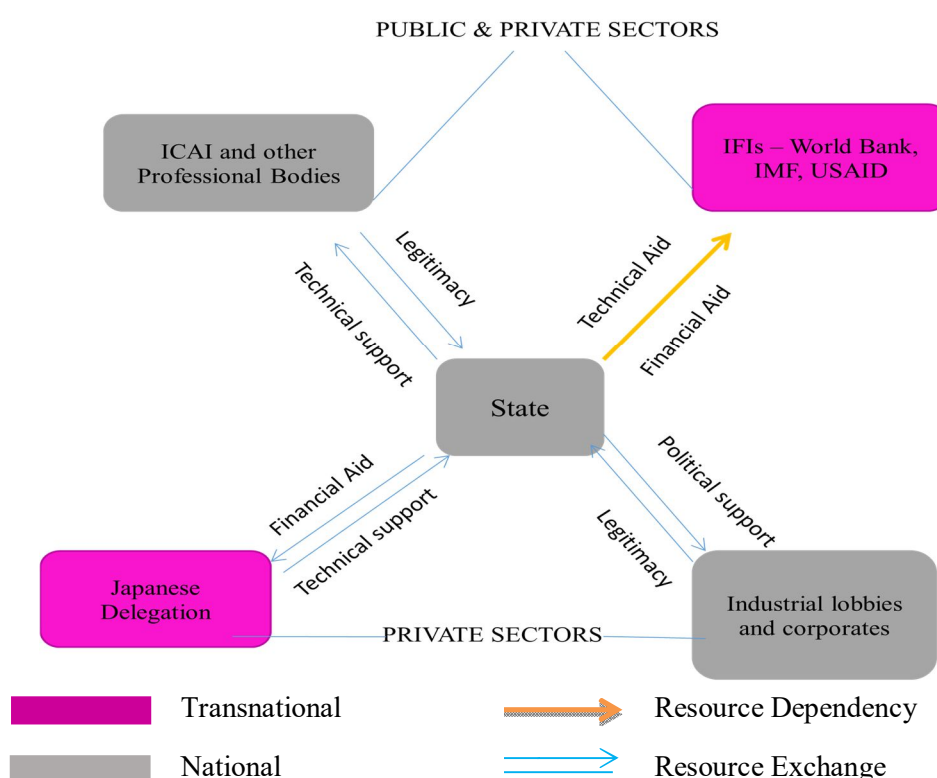 PUBLIC & PRIVATE SECTORS
ICAI and other
Professional Bodies
IFIs – World Bank,
IMF, USAID
Legitimacy
Technical support
Technical Aid
Financial Aid
State
Financial Aid
Technical support
Political support
Legitimacy
Japanese
Delegation
Industrial lobbies
and corporates
PRIVATE SECTORS
Transnational
Resource Dependency
National
Resource Exchange